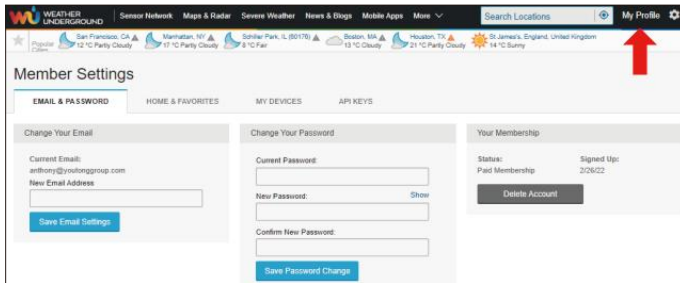 WEATHER
UNDERGROUND
Sensor Network Maps & Radar Severe Weather News & Blogs Mobile Apps More
Search Locations
My Profile
Popular
Cities
San Francisco, CA
12 °C Partly Cloudy
Manhattan, NY
17 °C Partly Cloudy
Schiller Park, IL (60176)
8 °C Fair
Boston, MA
13 °C Cloudy
Houston, TX
21 °C Partly Cloudy
St James's, England, United Kingdom
14 °C Sunny
Member Settings
EMAIL & PASSWORD HOME & FAVORITES MY DEVICES API KEYS
Change Your Email
Current Email:
anthony@youtonggroup.com
New Email Address
Save Email Settings
Change Your Password
Current Password:
New Password: Show
Confirm New Password:
Save Password Change
Your Membership
Status: Signed Up:
Paid Membership 2/26/22
Delete Account